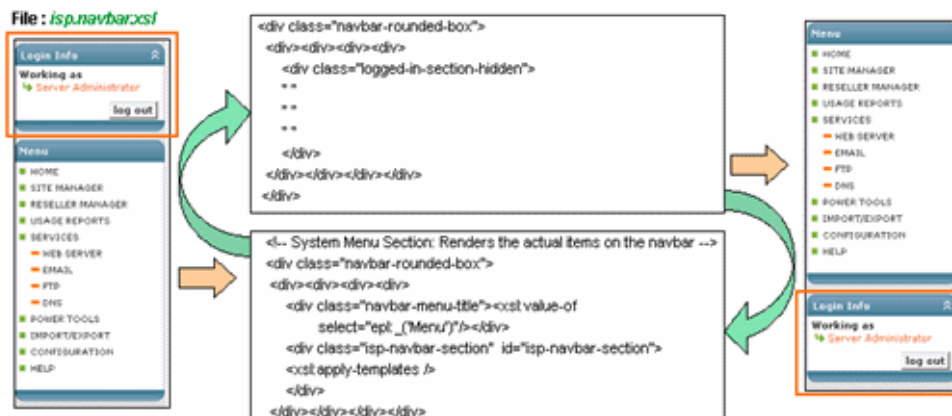 File : isp.navbar.xsl
Login Info
Working as
Server Administrator
log out
Menu
HOME
SITE MANAGER
RESELLER MANAGER
USAGE REPORTS
SERVICES
WEB SERVER
EMAIL
FTP
DNS
POWER TOOLS
IMPORT/EXPORT
CONFIGURATION
HELP
<div class="navbar-rounded-box">
<div><div><div><div>
<div class="logged-in-section-hidden">
" "
" "
" "
</div>
</div></div></div></div>
</div>
<!-- System Menu Section: Renders the actual items on the navbar -->
<div class="navbar-rounded-box">
<div><div><div><div>
<div class="navbar-menu-title"><xsl:value-of
select="epl:_('Menu')"/></div>
<div class="isp-navbar-section" id="isp-navbar-section">
<xsl:apply-templates />
</div>
</div></div></div></div>
Menu
HOME
SITE MANAGER
RESELLER MANAGER
USAGE REPORTS
SERVICES
WEB SERVER
EMAIL
FTP
DNS
POWER TOOLS
IMPORT/EXPORT
CONFIGURATION
HELP
Login Info
Working as
Server Administrator
log out